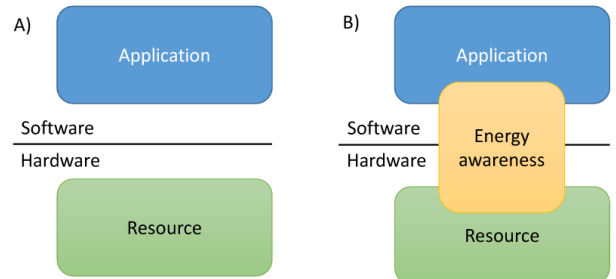 A)
Application
Software
Hardware
Resource
B)
Application
Energy
awareness
Software
Hardware
Resource